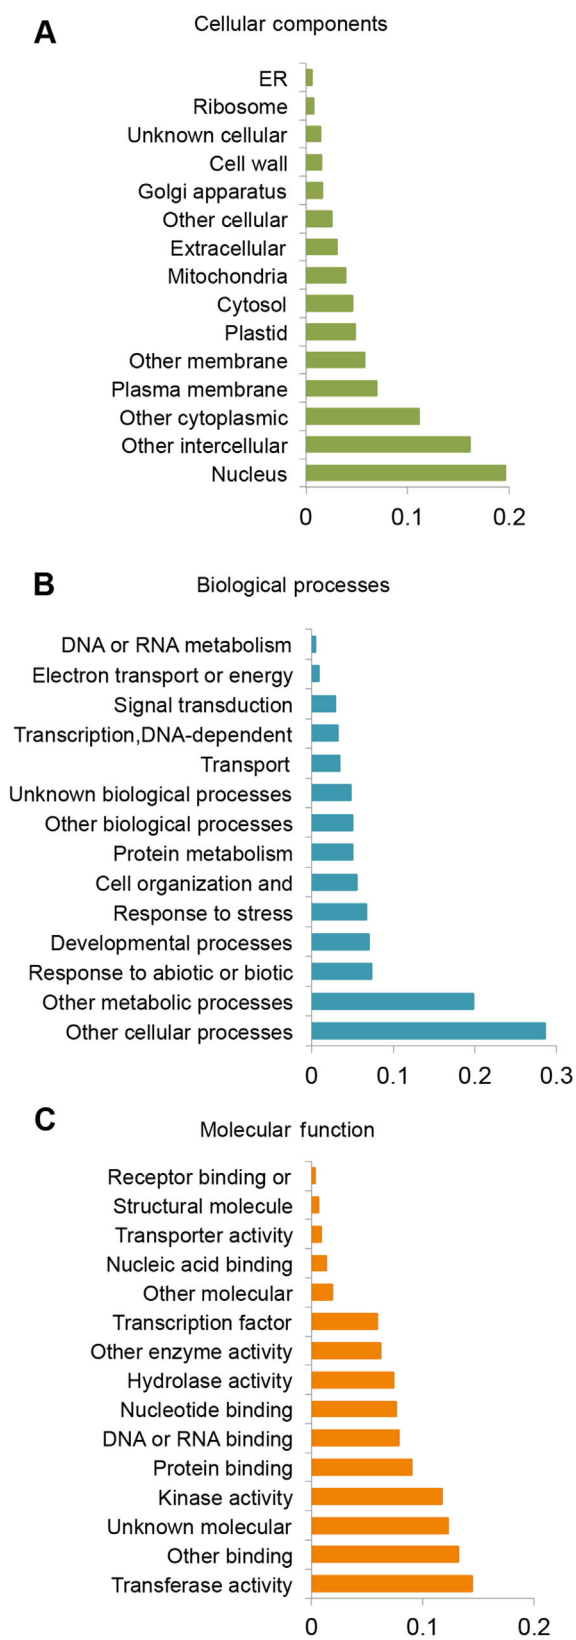 A
Cellular components
ER
Ribosome
Unknown cellular
Cell wall
Golgi apparatus
Other cellular
Extracellular
Mitochondria
Cytosol
Plastid
Other membrane
Plasma membrane
Other cytoplasmic
Other intercellular
Nucleus
0 0.1 0.2
B
Biological processes
DNA or RNA metabolism
Electron transport or energy
Signal transduction
Transcription,DNA-dependent
Transport
Unknown biological processes
Other biological processes
Protein metabolism
Cell organization and
Response to stress
Developmental processes
Response to abiotic or biotic
Other metabolic processes
Other cellular processes
0 0.1 0.2 0.3
C
Molecular function
Receptor binding or
Structural molecule
Transporter activity
Nucleic acid binding
Other molecular
Transcription factor
Other enzyme activity
Hydrolase activity
Nucleotide binding
DNA or RNA binding
Protein binding
Kinase activity
Unknown molecular
Other binding
Transferase activity
0 0.1 0.2